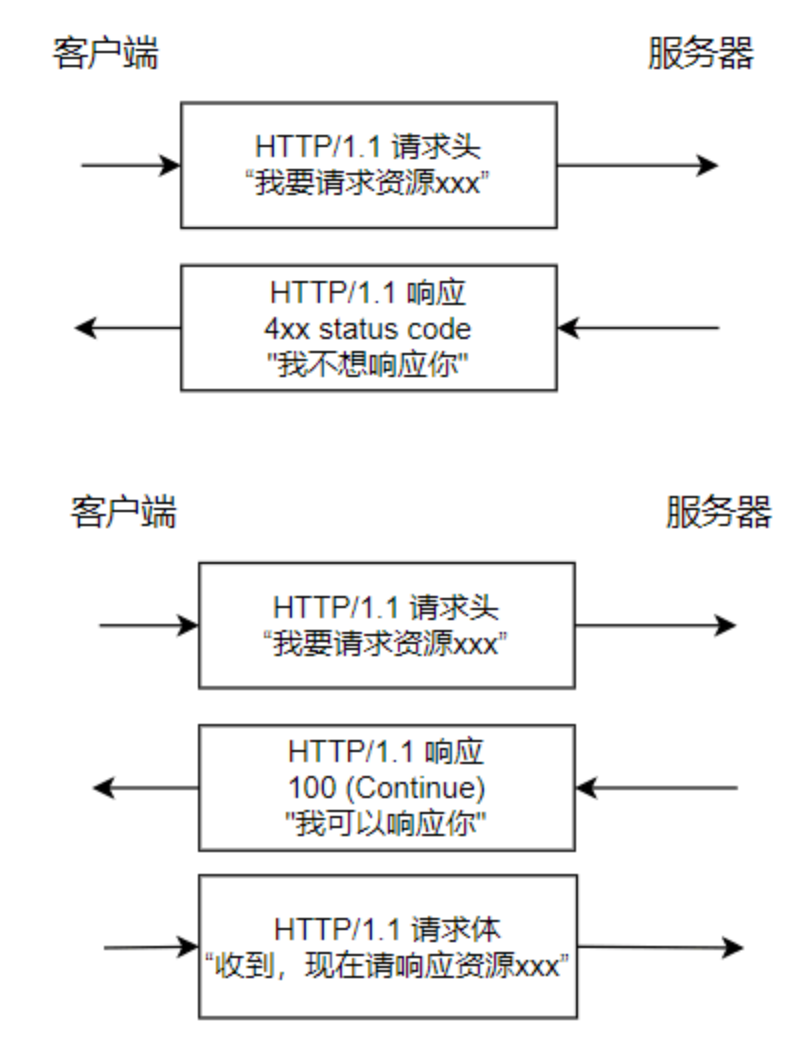 客户端
服务器
HTTP/1.1 请求头
“我要请求资源xxx”
HTTP/1.1 响应
4xx status code
"我不想响应你"
客户端
服务器
HTTP/1.1 请求头
“我要请求资源xxx”
HTTP/1.1 响应
100 (Continue)
"我可以响应你"
HTTP/1.1 请求体
“收到，现在请响应资源xxx”